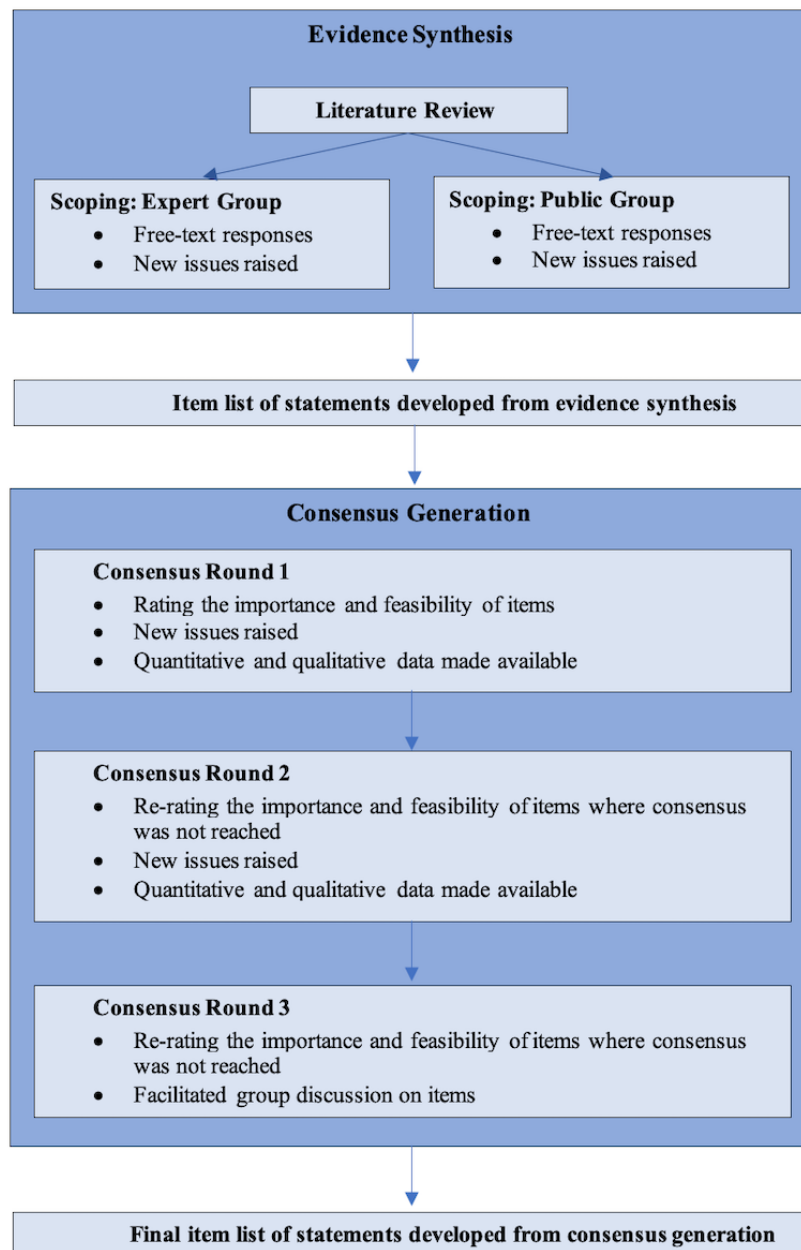 Evidence Synthesis
Literature Review
Scoping: Expert Group
• Free-text responses
• New issues raised
Scoping: Public Group
• Free-text responses
• New issues raised
Item list of statements developed from evidence synthesis
Consensus Generation
Consensus Round 1
• Rating the importance and feasibility of items
• New issues raised
• Quantitative and qualitative data made available
Consensus Round 2
• Re-rating the importance and feasibility of items where consensus
was not reached
• New issues raised
• Quantitative and qualitative data made available
Consensus Round 3
• Re-rating the importance and feasibility of items where consensus
was not reached
• Facilitated group discussion on items
Final item list of statements developed from consensus generation